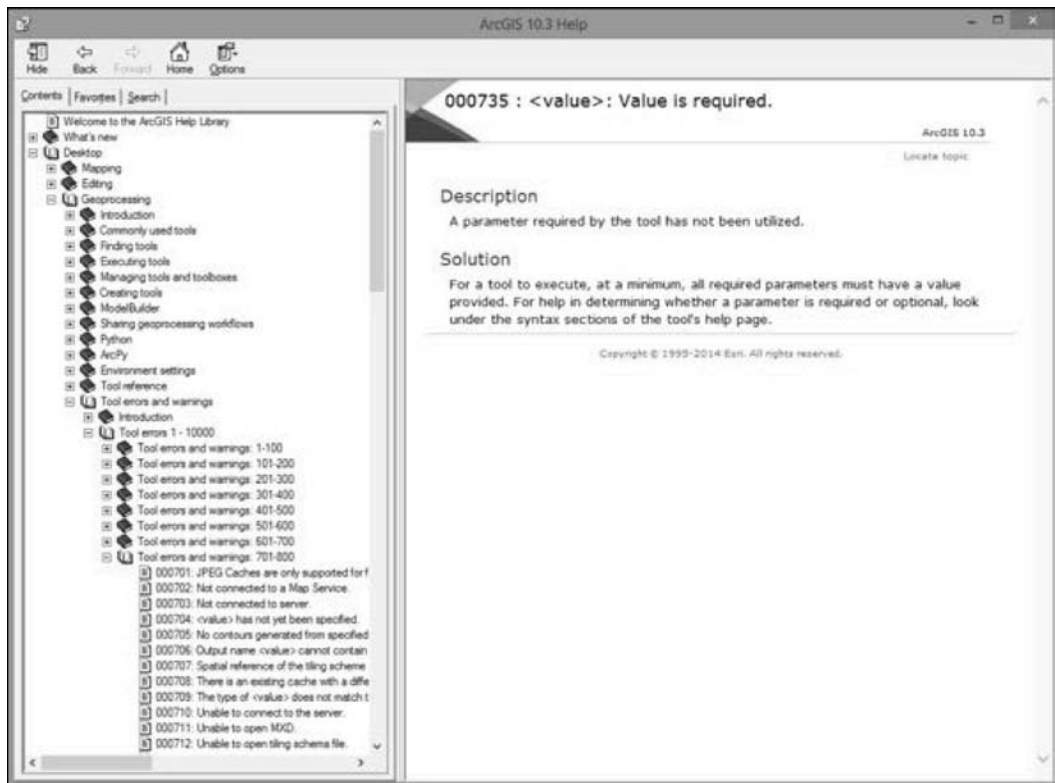 ArcGIS 10.3 Help
Hide Back Forward Home Options
Contents Favorites Search
Welcome to the ArcGIS Help Library
What's new
Desktop
Mapping
Editing
Geoprocessing
Introduction
Commonly used tools
Finding tools
Executing tools
Managing tools and toolboxes
Creating tools
ModelBuilder
Sharing geoprocessing workflows
Python
ArcPy
Environment settings
Tool reference
Tool errors and warnings
Introduction
Tool errors 1 - 10000
Tool errors and warnings: 1-100
Tool errors and warnings: 101-200
Tool errors and warnings: 201-300
Tool errors and warnings: 301-400
Tool errors and warnings: 401-500
Tool errors and warnings: 501-600
Tool errors and warnings: 601-700
Tool errors and warnings: 701-800
000701: JPEG Caches are only supported for f
000702: Not connected to a Map Service.
000703: Not connected to server.
000704: <value> has not yet been specified.
000705: No contours generated from specified
000706: Output name <value> cannot contain
000707: Spatial reference of the tiling scheme
000708: There is an existing cache with a diffe
000709: The type of <value> does not match t
000710: Unable to connect to the server.
000711: Unable to open MXD.
000712: Unable to open tiling schema file.
000735 : <value>: Value is required.
ArcGIS 10.3
Locate topic
Description
A parameter required by the tool has not been utilized.
Solution
For a tool to execute, at a minimum, all required parameters must have a value
provided. For help in determining whether a parameter is required or optional, look
under the syntax sections of the tool's help page.
Copyright © 1995-2014 Esri. All rights reserved.